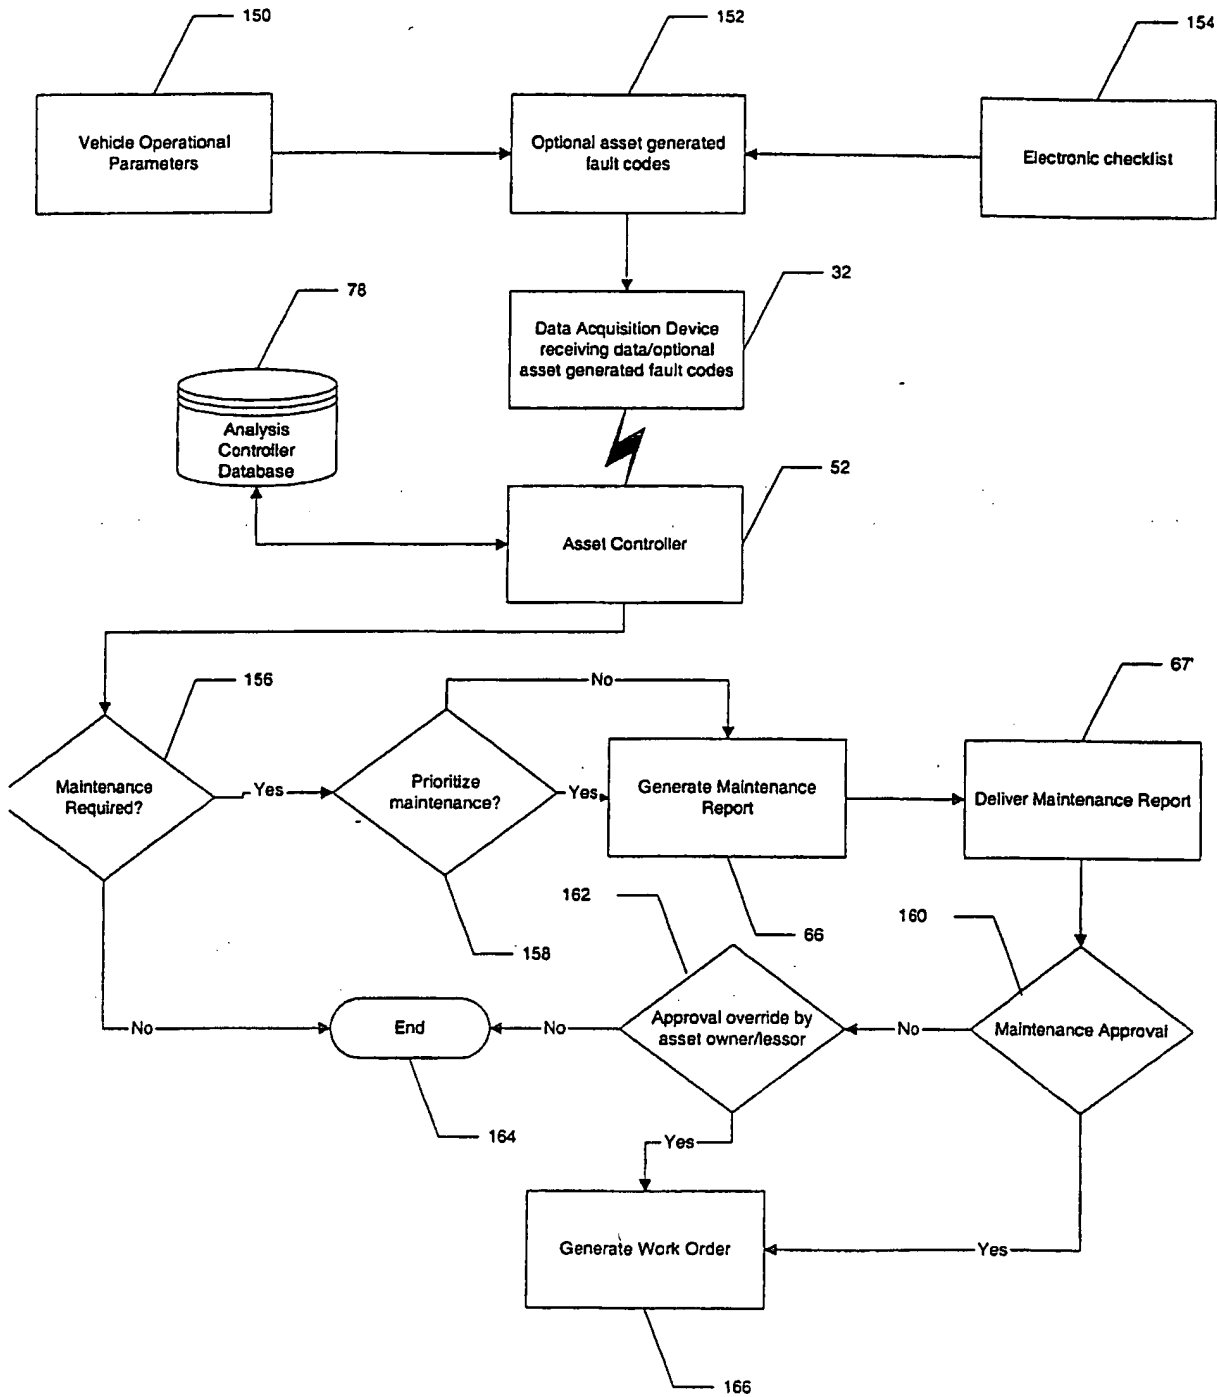 150
152
154
Vehicle Operational
Parameters
Optional asset generated
fault codes
Electronic checklist
78
32
Data Acquisition Device
receiving data/optional
asset generated fault codes
Analysis
Controller
Database
52
Asset Controller
156
No
67'
Maintenance
Required?
Yes
Prioritize
maintenance?
Yes
Generate Maintenance
Report
Deliver Maintenance Report
162
160
66
158
No
End
No
Approval override by
asset owner/lessor
No
Maintenance Approval
164
Yes
Generate Work Order
Yes
166